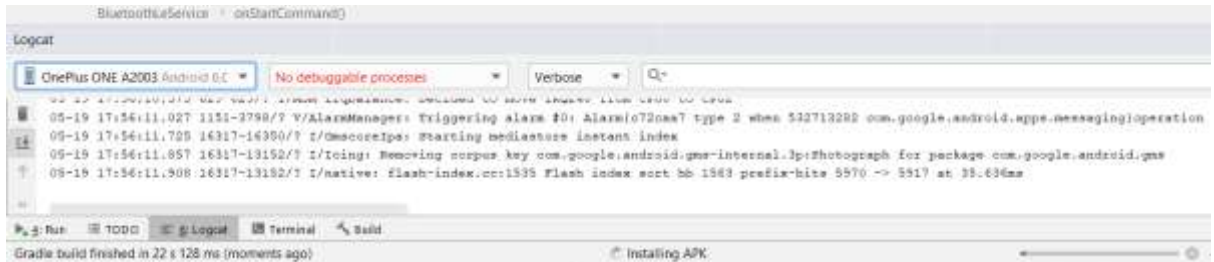 BluetoothLeService › onStartCommand()
Logcat
OnePlus ONE A2003 Android 6.0 No debuggable processes Verbose
05-19 17:56:11.027 1151-2798/? V/AlarmManager: Triggering alarm #0: Alarm{ type 2 when 532713282 com.google.android.apps.messaging}operation
05-19 17:56:11.725 16317-16350/? I/GmscoreIpa: Starting mediastore instant index
05-19 17:56:11.857 16317-13152/? I/Icing: Removing corpus key com.google.android.gms-internal.3p:Photograph for package com.google.android.gms
05-19 17:56:11.908 16317-13152/? I/native: flash-index.cc:1535 Flash index sort bb 1563 prefix-hits 5970 -> 5917 at 35.636ms
4: Run TODO 6: Logcat Terminal Build
Gradle build finished in 22 s 128 ms (moments ago) Installing APK